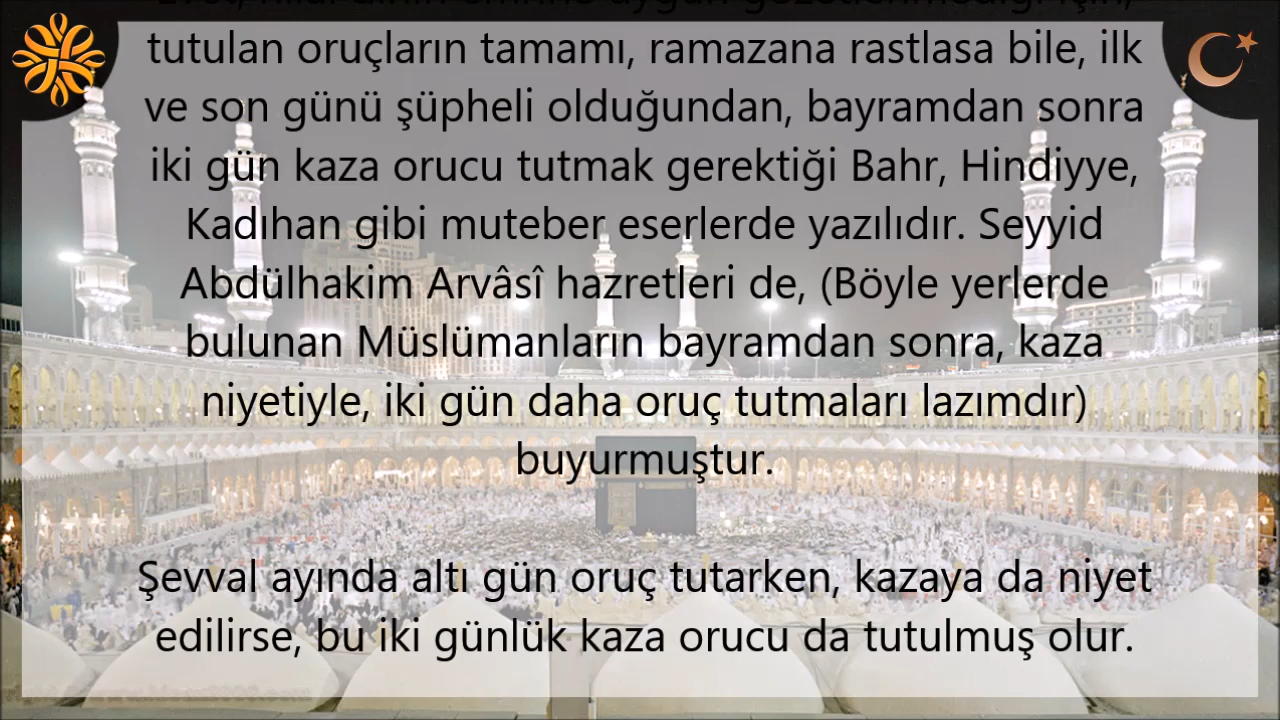 tutulan oruçların tamamı, ramazana rastlasa bile, ilk
ve son günü şüpheli olduğundan, bayramdan sonra
iki gün kaza orucu tutmak gerektiği Bahr, Hindiyye,
Kadıhan gibi muteber eserlerde yazılıdır. Seyyid
Abdülhakim Arvâsî hazretleri de, (Böyle yerlerde
bulunan Müslümanların bayramdan sonra, kaza
niyetiyle, iki gün daha oruç tutmaları lazımdır)
buyurmuştur.
Şevval ayında altı gün oruç tutarken, kazaya da niyet
edilirse, bu iki günlük kaza orucu da tutulmuş olur.